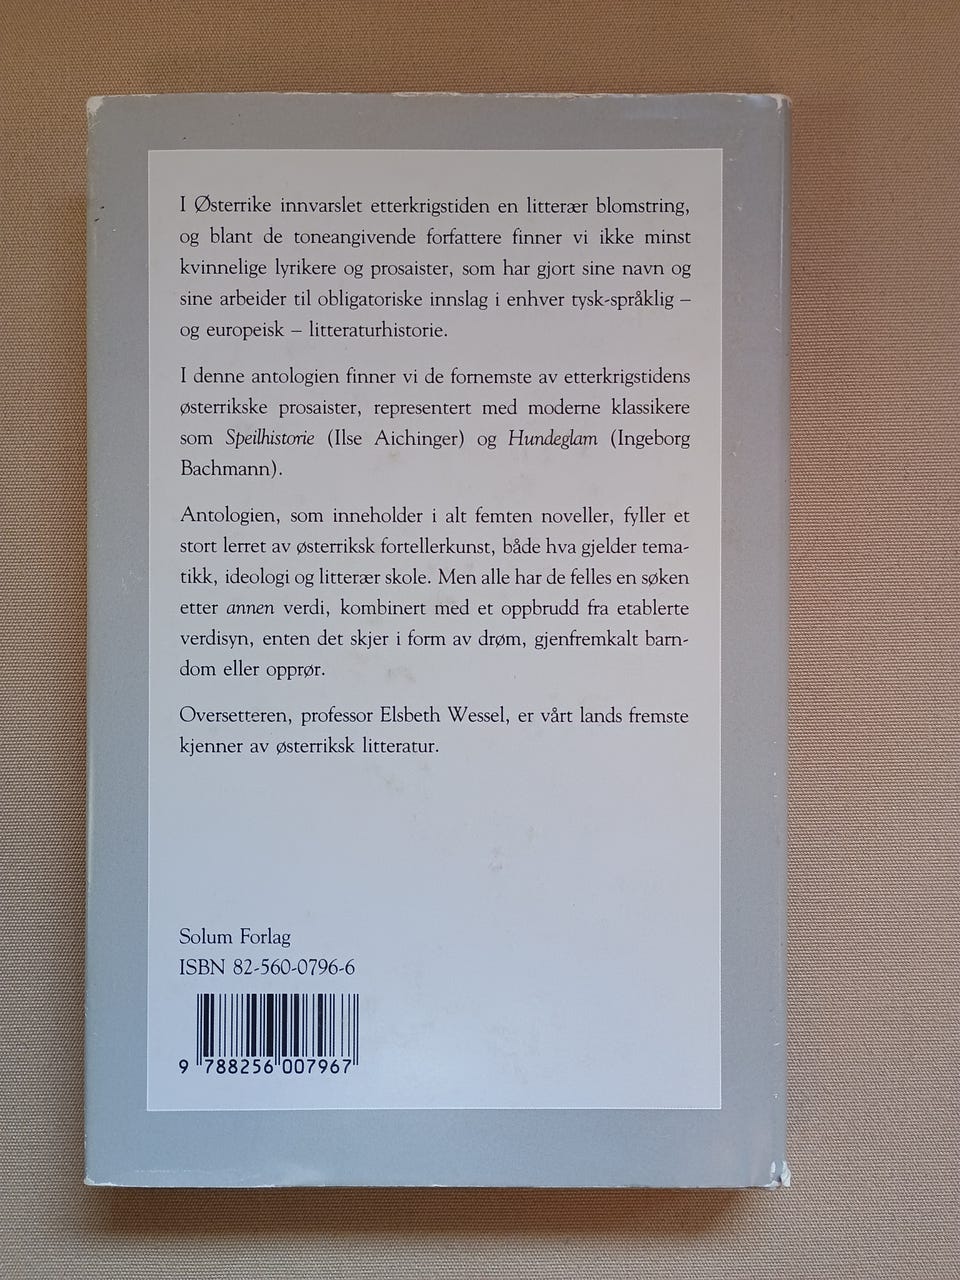 I Østerrike innvarslet etterkrigstiden en litterær blomstring,
og blant de toneangivende forfattere finner vi ikke minst
kvinnelige lyrikere og prosaister, som har gjort sine navn og
sine arbeider til obligatoriske innslag i enhver tysk-språklig –
og europeisk – litteraturhistorie.
I denne antologien finner vi de fornemste av etterkrigstidens
østerrikske prosaister, representert med moderne klassikere
som Speilhistorie (Ilse Aichinger) og Hundeglam (Ingeborg
Bachmann).
Antologien, som inneholder i alt femten noveller, fyller et
stort lerret av østerriksk fortellerkunst, både hva gjelder tema-
tikk, ideologi og litterær skole. Men alle har de felles en søken
etter annen verdi, kombinert med et oppbrudd fra etablerte
verdisyn, enten det skjer i form av drøm, gjenfremkalt barn-
dom eller opprør.
Oversetteren, professor Elsbeth Wessel, er vårt lands fremste
kjenner av østerriksk litteratur.
Solum Forlag
ISBN 82-560-0796-6
9 788256 007967